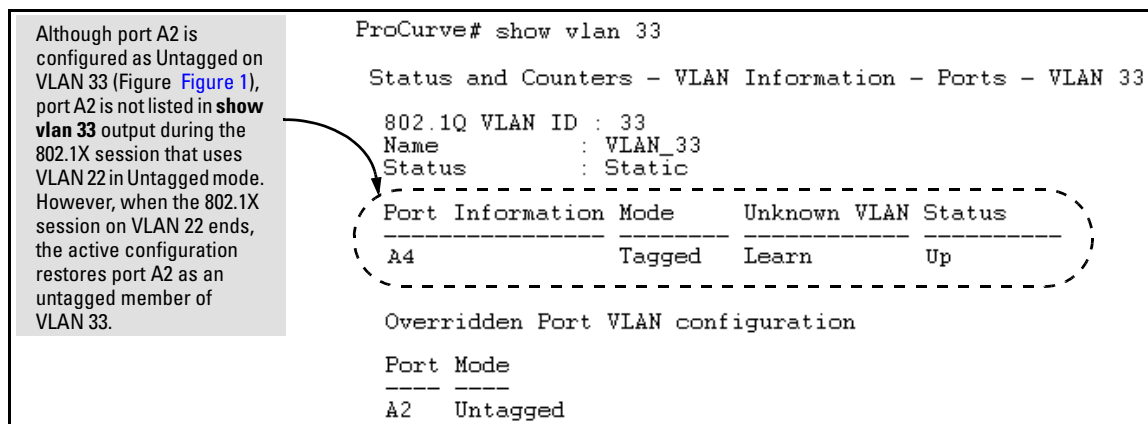 Although port A2 is
configured as Untagged on
VLAN 33 (Figure Figure 1),
port A2 is not listed in show
vlan 33 output during the
802.1X session that uses
VLAN 22 in Untagged mode.
However, when the 802.1X
session on VLAN 22 ends,
the active configuration
restores port A2 as an
untagged member of
VLAN 33.
ProCurve# show vlan 33
Status and Counters - VLAN Information - Ports - VLAN 33
802.1Q VLAN ID : 33
Name : VLAN_33
Status : Static
Port Information Mode Unknown VLAN Status
---------------- -------- ------------ ----------
A4 Tagged Learn Up
Overridden Port VLAN configuration
Port Mode
---- ----
A2 Untagged